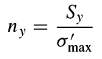 n_y = S_y / σ′_max